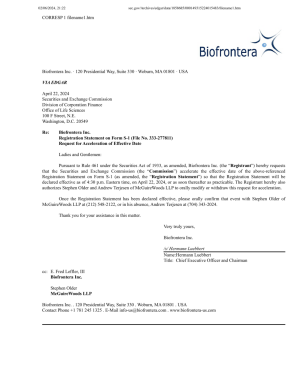 CORRESP 1 filename1.htm
Biofrontera
Biofrontera Inc. · 120 Presidential Way, Suite 330 · Woburn, MA 01801 · USA
VIA EDGAR
April 22, 2024
Securities and Exchange Commission
Division of Corporation Finance
Office of Life Sciences
100 F Street, N.E.
Washington, D.C. 20549
Re: Biofrontera Inc.
Registration Statement on Form S-1 (File No. 333-277811)
Request for Acceleration of Effective Date
Ladies and Gentlemen:
Pursuant to Rule 461 under the Securities Act of 1933, as amended, Biofrontera Inc. (the "Registrant") hereby requests
that the Securities and Exchange Commission (the "Commission") accelerate the effective date of the above-referenced
Registration Statement on Form S-1 (as amended, the "Registration Statement") so that the Registration Statement will be
declared effective as of 4:30 p.m. Eastern time, on April 22, 2024, or as soon thereafter as practicable. The Registrant hereby also
authorizes Stephen Older and Andrew Terjesen of McGuireWoods LLP to orally modify or withdraw this request for acceleration.
Once the Registration Statement has been declared effective, please orally confirm that event with Stephen Older of
McGuireWoods LLP at (212) 548-2122, or in his absence, Andrew Terjesen at (704) 343-2024.
Thank you for your assistance in this matter.
Very truly yours,
Biofrontera Inc.
/s/ Hermann Luebbert
Name: Hermann Luebbert
Title: Chief Executive Officer and Chairman
cc: E. Fred Leffler, III
Biofrontera Inc.
Stephen Older
McGuireWoods LLP
Biofrontera Inc. · 120 Presidential Way, Suite 330 · Woburn, MA 01801 · USA
Contact Phone +1 781 245 1325 · E-Mail info-us@biofrontera.com · www.biofrontera-us.com